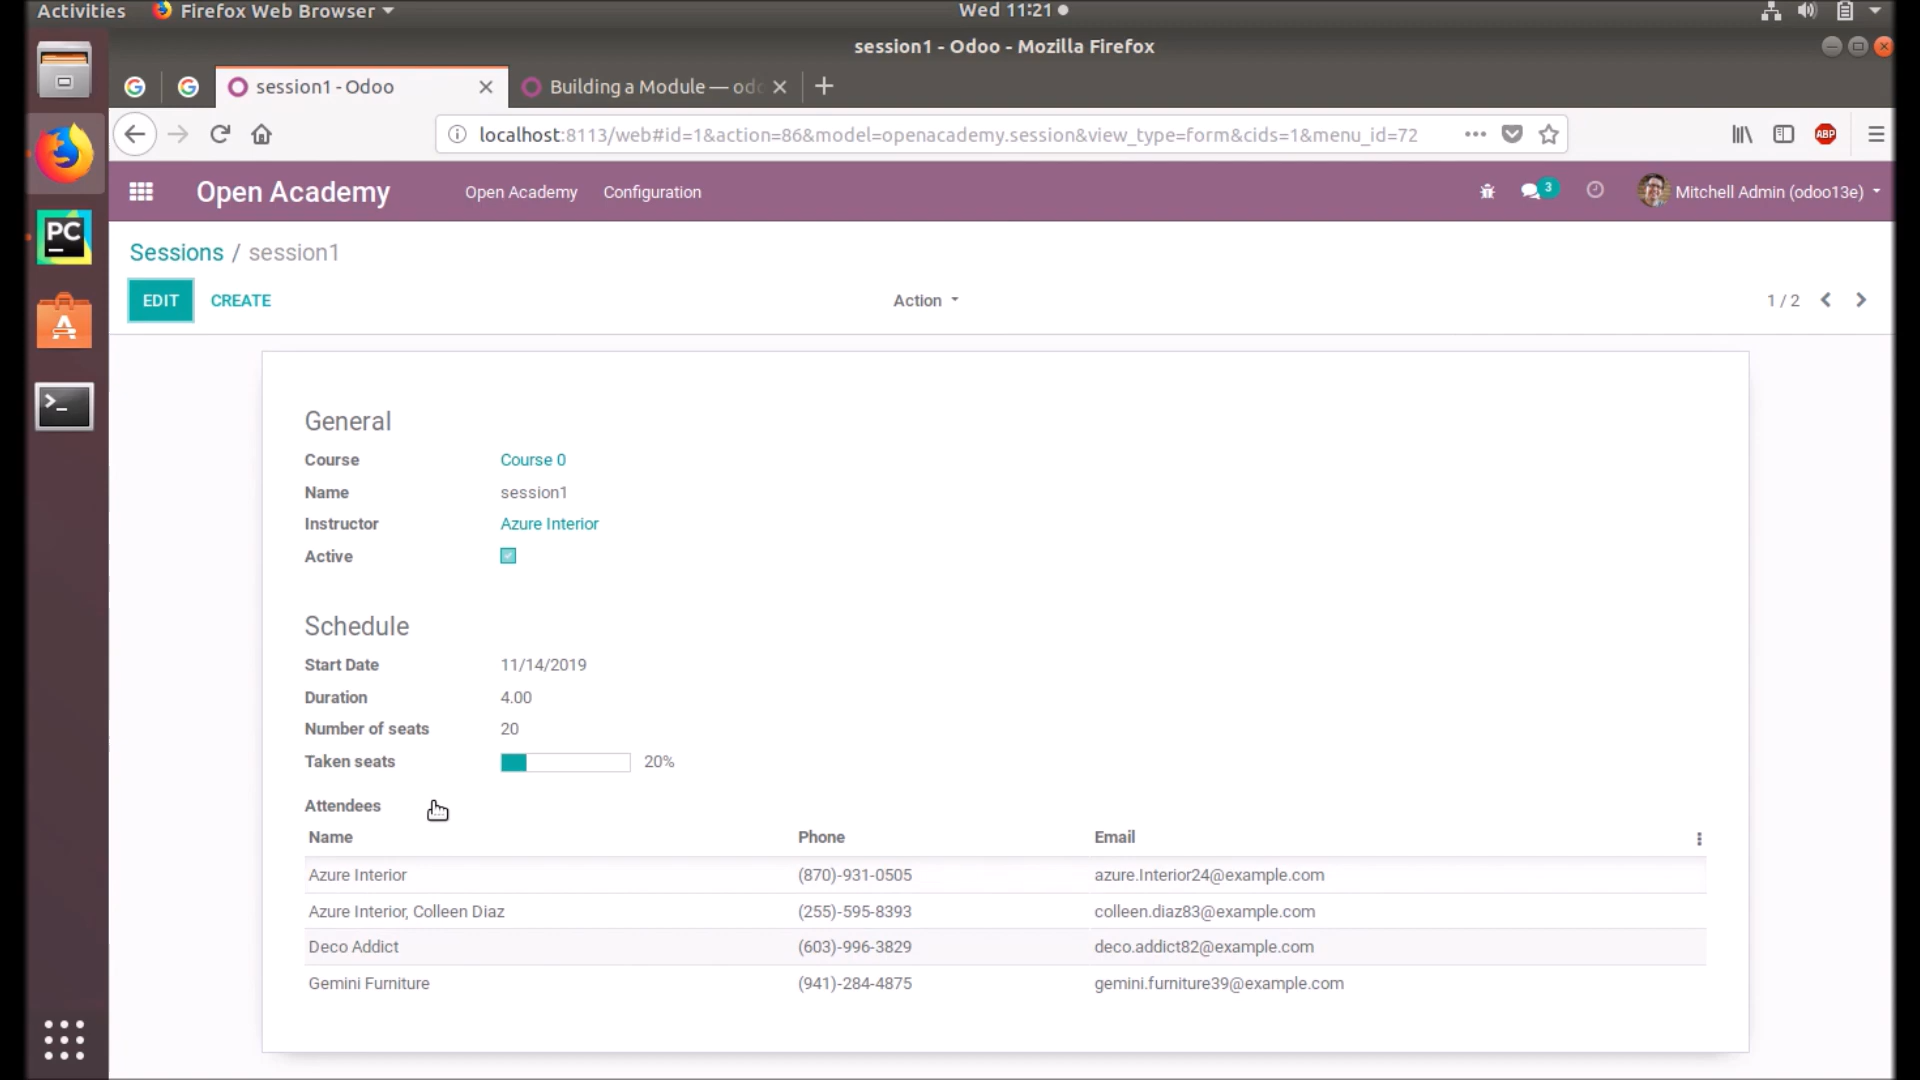 Activities Firefox Web Browser Wed 11:21
session1 - Odoo - Mozilla Firefox
session1 - Odoo Building a Module — odo
localhost:8113/web#id=1&action=86&model=openacademy.session&view_type=form&cids=1&menu_id=72 ABP
Open Academy Open Academy Configuration 3 Mitchell Admin (odoo13e)
Sessions / session1
EDIT CREATE Action 1 / 2
General
Course Course 0
Name session1
Instructor Azure Interior
Active
Schedule
Start Date 11/14/2019
Duration 4.00
Number of seats 20
Taken seats 20%
Attendees
Name Phone Email
Azure Interior (870)-931-0505 azure.Interior24@example.com
Azure Interior, Colleen Diaz (255)-595-8393 colleen.diaz83@example.com
Deco Addict (603)-996-3829 deco.addict82@example.com
Gemini Furniture (941)-284-4875 gemini.furniture39@example.com
PC